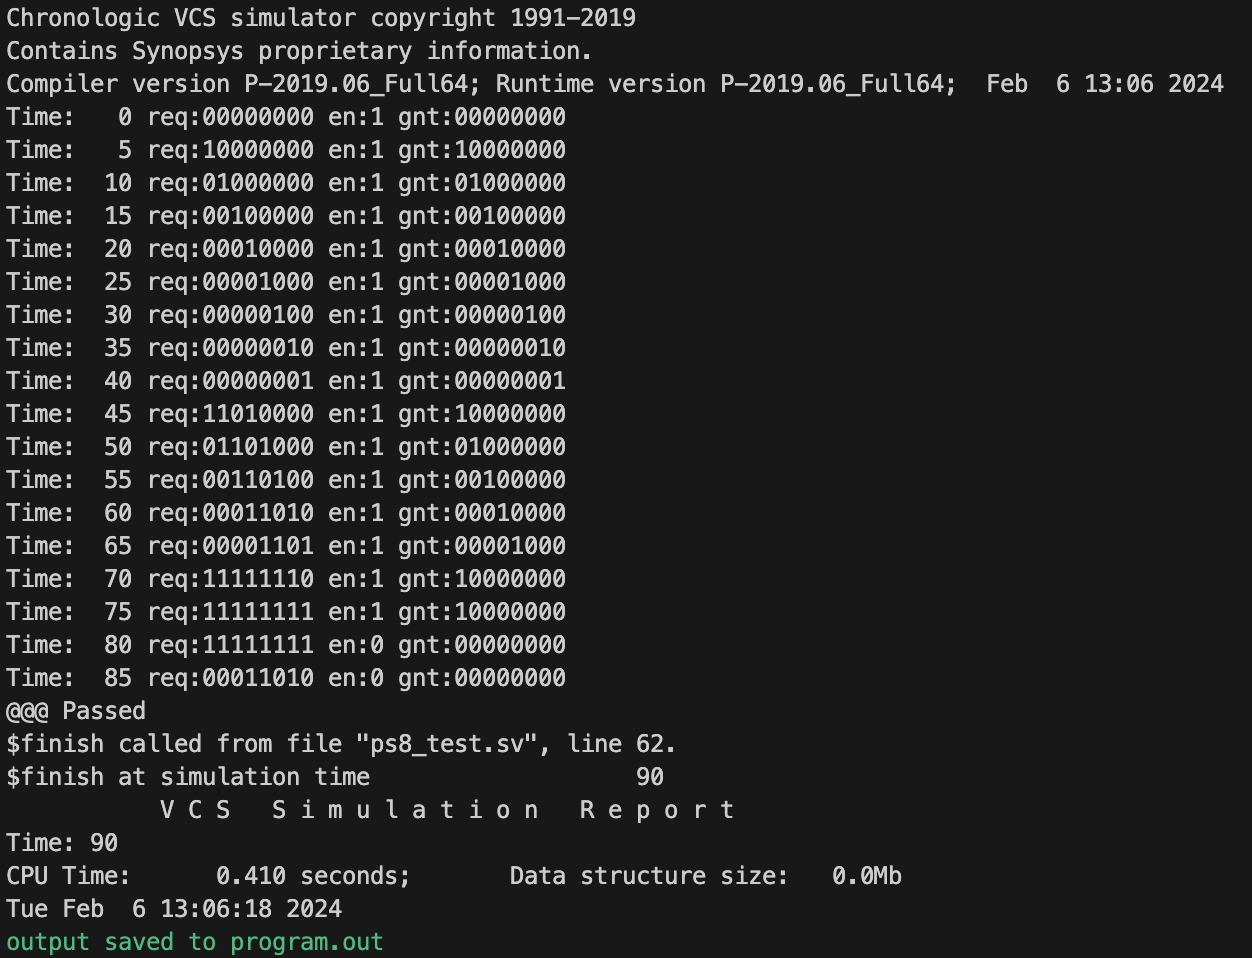 Chronologic VCS simulator copyright 1991-2019
Contains Synopsys proprietary information.
Compiler version P-2019.06_Full64; Runtime version P-2019.06_Full64;  Feb  6 13:06 2024
Time:   0 req:00000000 en:1 gnt:00000000
Time:   5 req:10000000 en:1 gnt:10000000
Time:  10 req:01000000 en:1 gnt:01000000
Time:  15 req:00100000 en:1 gnt:00100000
Time:  20 req:00010000 en:1 gnt:00010000
Time:  25 req:00001000 en:1 gnt:00001000
Time:  30 req:00000100 en:1 gnt:00000100
Time:  35 req:00000010 en:1 gnt:00000010
Time:  40 req:00000001 en:1 gnt:00000001
Time:  45 req:11010000 en:1 gnt:10000000
Time:  50 req:01101000 en:1 gnt:01000000
Time:  55 req:00110100 en:1 gnt:00100000
Time:  60 req:00011010 en:1 gnt:00010000
Time:  65 req:00001101 en:1 gnt:00001000
Time:  70 req:11111110 en:1 gnt:10000000
Time:  75 req:11111111 en:1 gnt:10000000
Time:  80 req:11111111 en:0 gnt:00000000
Time:  85 req:00011010 en:0 gnt:00000000
@@@ Passed
$finish called from file "ps8_test.sv", line 62.
$finish at simulation time                   90
           V C S   S i m u l a t i o n   R e p o r t
Time: 90
CPU Time:      0.410 seconds;       Data structure size:   0.0Mb
Tue Feb  6 13:06:18 2024
output saved to program.out